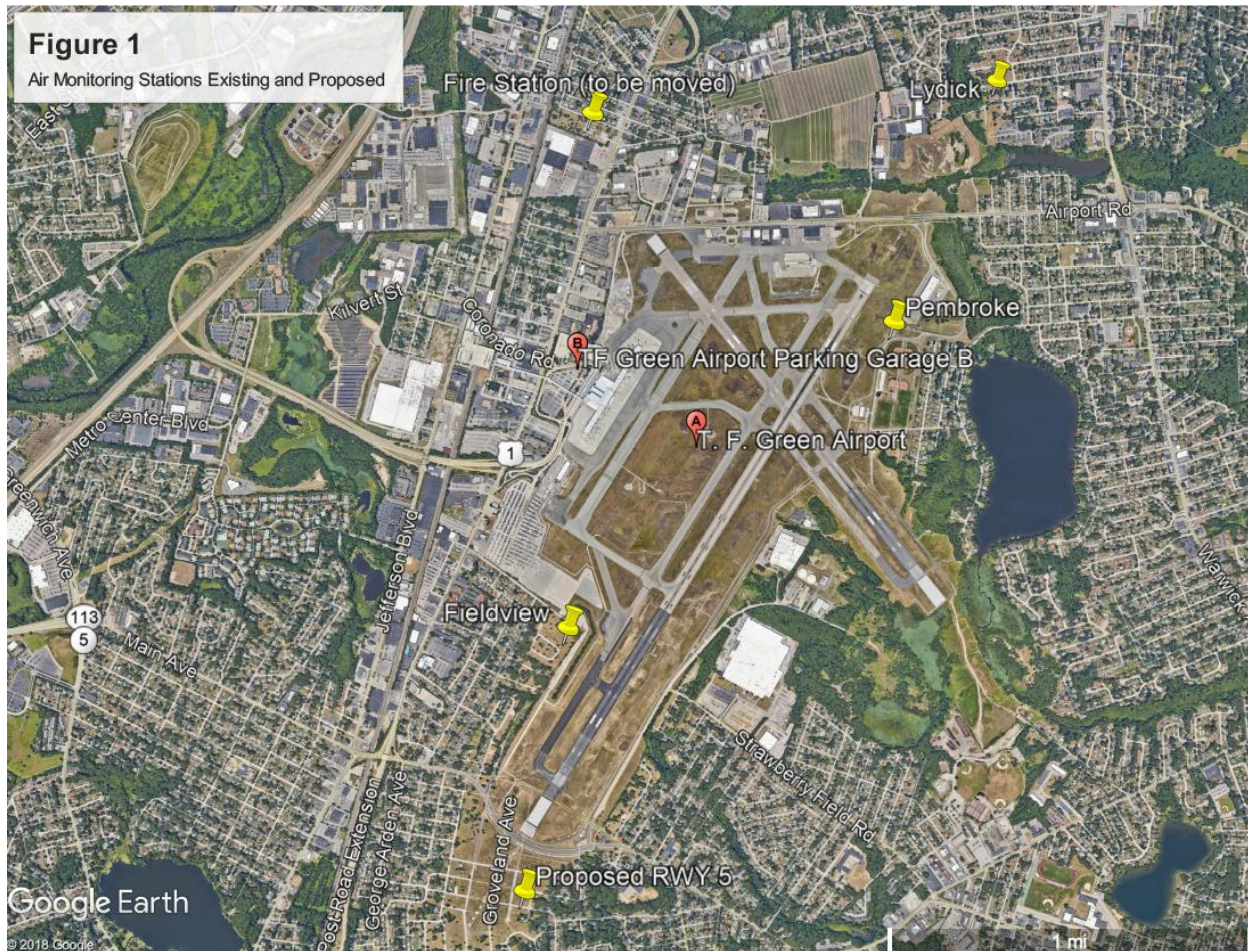 Figure 1
Air Monitoring Stations Existing and Proposed
Fire Station (to be moved)
Lydick
Airport Rd
Kilvert St
Coronado Rd
Pembroke
B
T.F Green Airport Parking Garage B
A
T. F. Green Airport
Metro Center Blvd
1
Greenwich Ave
Jefferson Blvd
Warwick
Fieldview
113
5
Main Ave
Strawberry Field Rd
Post Road Extension
George Arden Ave
Groveland Ave
Proposed RWY 5
Google Earth
© 2018 Google
1 mi